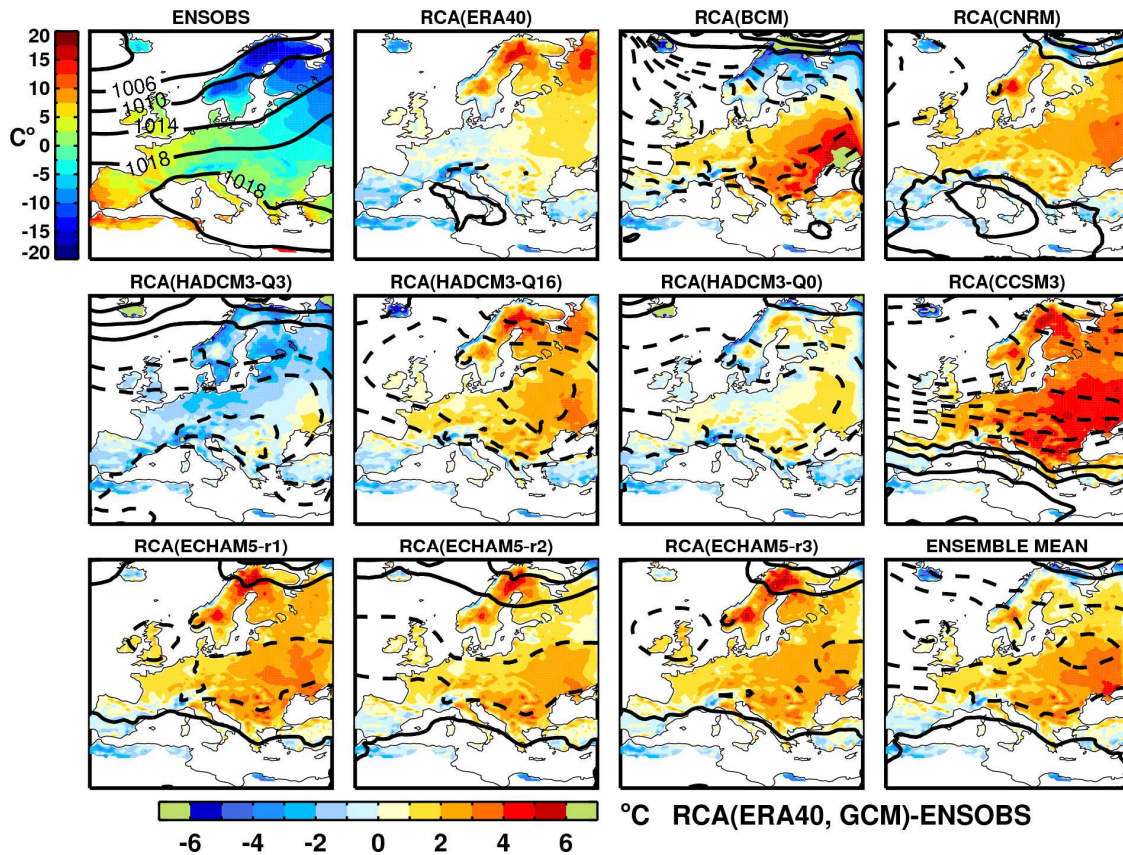 ENSOBS RCA(ERA40) RCA(BCM) RCA(CNRM)
20
15
10
5
0
-5
-10
-15
-20
C°
1006
1010
1014
1018
1018
RCA(HADCM3-Q3) RCA(HADCM3-Q16) RCA(HADCM3-Q0) RCA(CCSM3)
RCA(ECHAM5-r1) RCA(ECHAM5-r2) RCA(ECHAM5-r3) ENSEMBLE MEAN
-6 -4 -2 0 2 4 6
°C RCA(ERA40, GCM)-ENSOBS